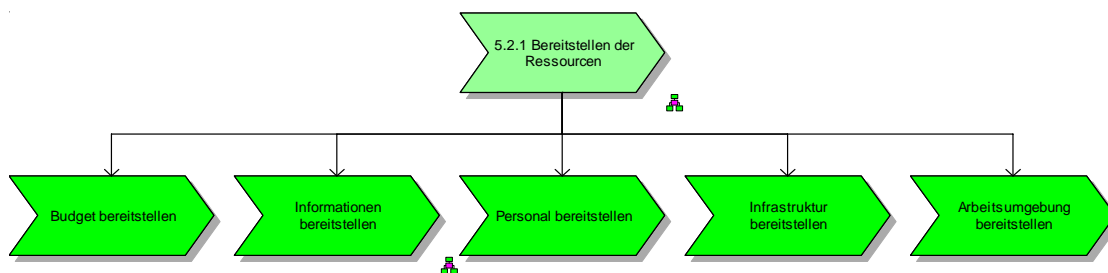 5.2.1 Bereitstellen der
Ressourcen
Budget bereitstellen
Informationen
bereitstellen
Personal bereitstellen
Infrastruktur
bereitstellen
Arbeitsumgebung
bereitstellen